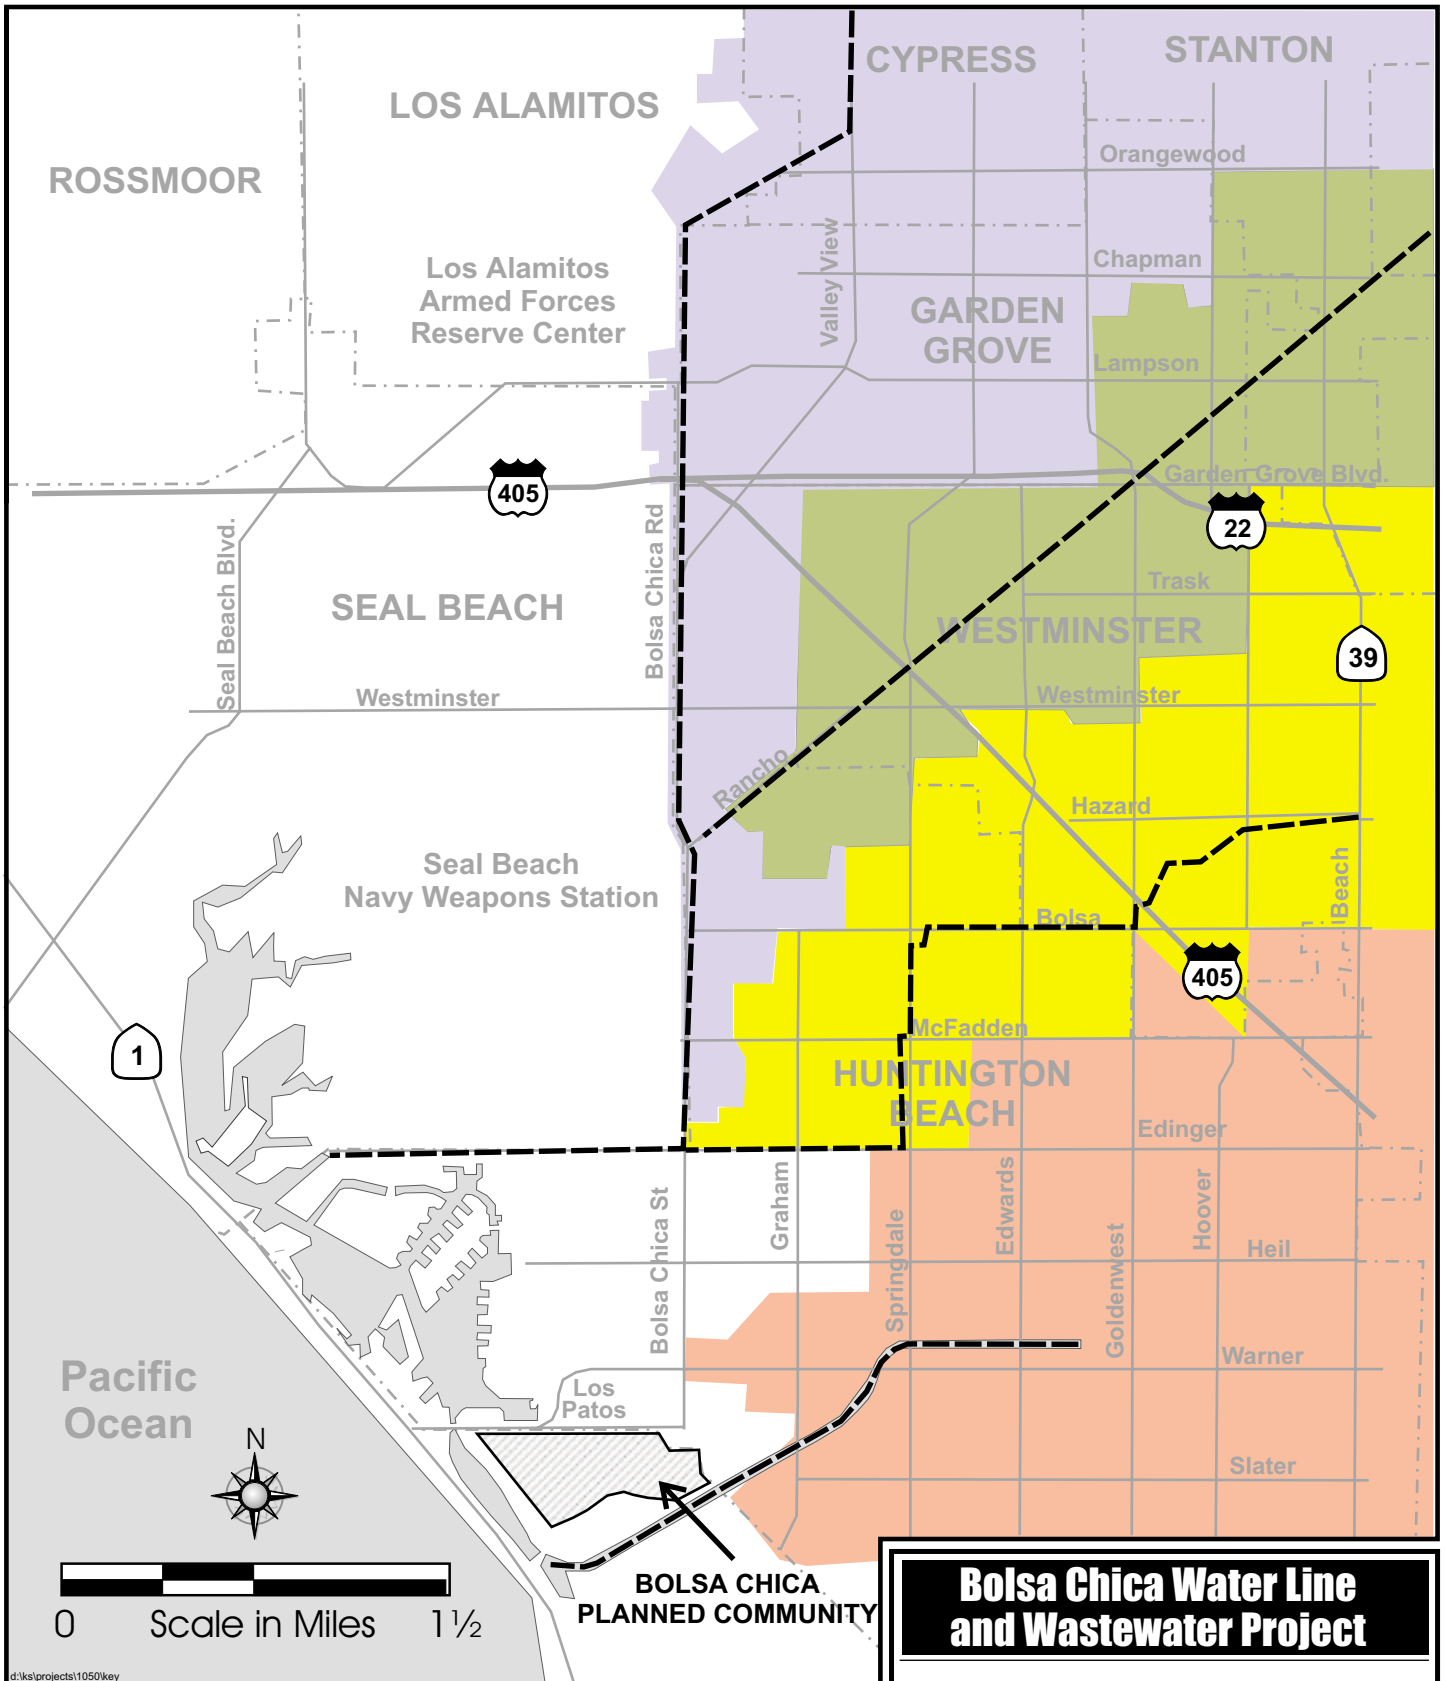 CYPRESS
STANTON
LOS ALAMITOS
ROSSMOOR
Orangewood
Los Alamitos
Armed Forces
Reserve Center
Valley View
Chapman
GARDEN
GROVE
Lampson
Garden Grove Blvd.
405
22
Seal Beach Blvd.
Bolsa Chica Rd
Trask
SEAL BEACH
WESTMINSTER
39
Westminster
Westminster
Rancho
Hazard
Seal Beach
Navy Weapons Station
Beach
Bolsa
405
McFadden
1
HUNTINGTON
BEACH
Edinger
Bolsa Chica St
Graham
Springdale
Edwards
Goldenwest
Hoover
Heil
Warner
Pacific
Ocean
Los
Patos
N
Slater
0 Scale in Miles 1½
BOLSA CHICA
PLANNED COMMUNITY
Bolsa Chica Water Line
and Wastewater Project
d:\ks\projects\1050\key